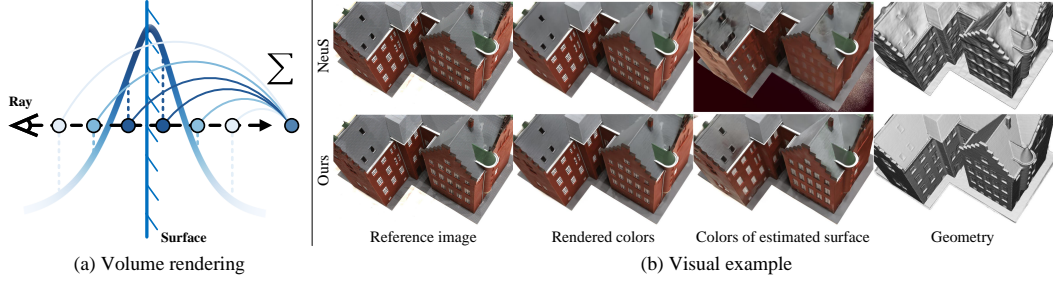 Ray
∑
Surface
(a) Volume rendering
NeuS
Ours
Reference image
Rendered colors
Colors of estimated surface
Geometry
(b) Visual example